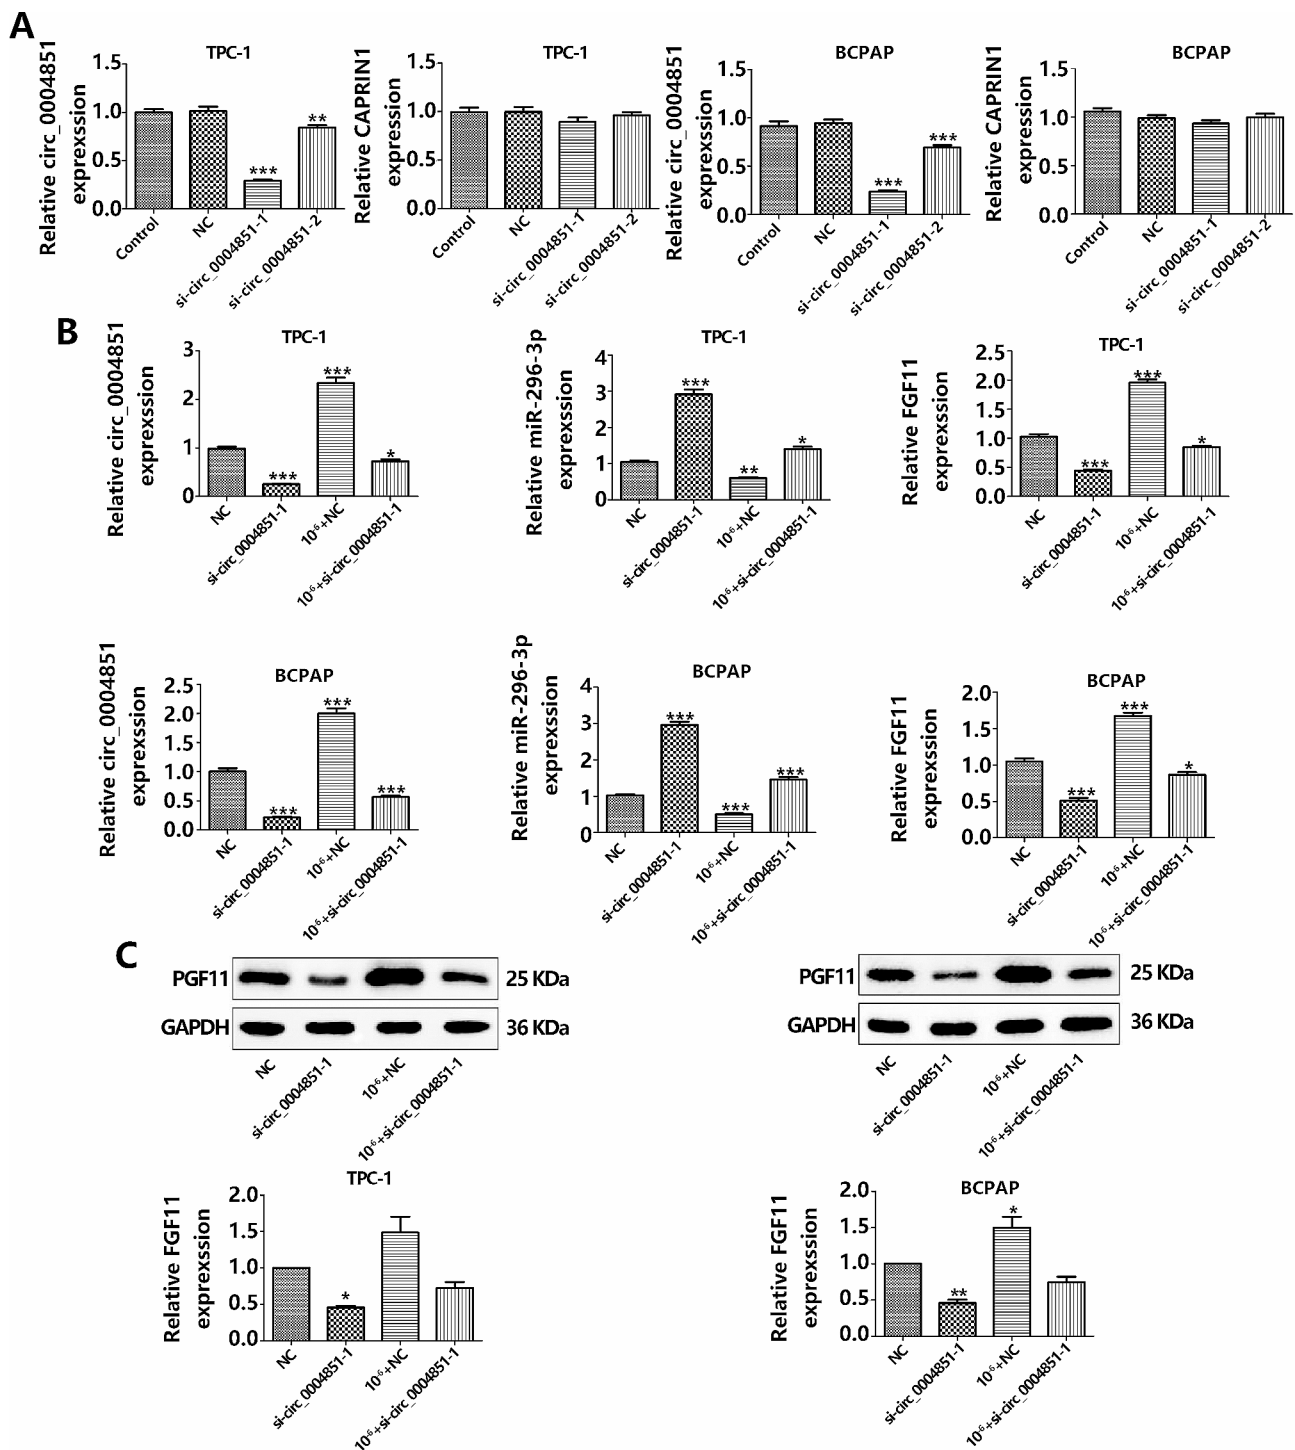 A
TPC-1
Relative circ_0004851
exprexssion
1.5
1.0
0.5
0.0
Control
NC
si-circ_0004851-1
si-circ_0004851-2
***
**
TPC-1
Relative CAPRIN1
exprexssion
1.5
1.0
0.5
0.0
Control
NC
si-circ_0004851-1
si-circ_0004851-2
BCPAP
Relative circ_0004851
exprexssion
1.5
1.0
0.5
0.0
Control
NC
si-circ_0004851-1
si-circ_0004851-2
***
***
BCPAP
Relative CAPRIN1
exprexssion
1.5
1.0
0.5
0.0
Control
NC
si-circ_0004851-1
si-circ_0004851-2
B
TPC-1
Relative circ_0004851
exprexssion
3
2
1
0
***
***
*
NC
si-circ_0004851-1
10⁻⁶+NC
10⁻⁶+si-circ_0004851-1
TPC-1
Relative miR-296-3p
exprexssion
4
3
2
1
0
***
**
*
NC
si-circ_0004851-1
10⁻⁶+NC
10⁻⁶+si-circ_0004851-1
TPC-1
Relative FGF11
exprexssion
2.5
2.0
1.5
1.0
0.5
0.0
***
***
*
NC
si-circ_0004851-1
10⁻⁶+NC
10⁻⁶+si-circ_0004851-1
BCPAP
Relative circ_0004851
exprexssion
2.5
2.0
1.5
1.0
0.5
0.0
***
***
***
NC
si-circ_0004851-1
10⁻⁶+NC
10⁻⁶+si-circ_0004851-1
BCPAP
Relative miR-296-3p
exprexssion
4
3
2
1
0
***
***
***
NC
si-circ_0004851-1
10⁻⁶+NC
10⁻⁶+si-circ_0004851-1
BCPAP
Relative FGF11
exprexssion
2.0
1.5
1.0
0.5
0.0
***
***
*
NC
si-circ_0004851-1
10⁻⁶+NC
10⁻⁶+si-circ_0004851-1
C
PGF11
25 KDa
GAPDH
36 KDa
NC
si-circ_0004851-1
10⁻⁶+NC
10⁻⁶+si-circ_0004851-1
PGF11
25 KDa
GAPDH
36 KDa
NC
si-circ_0004851-1
10⁻⁶+NC
10⁻⁶+si-circ_0004851-1
TPC-1
Relative FGF11
exprexssion
2.0
1.5
1.0
0.5
0.0
*
NC
si-circ_0004851-1
10⁻⁶+NC
10⁻⁶+si-circ_0004851-1
BCPAP
Relative FGF11
exprexssion
2.0
1.5
1.0
0.5
0.0
**
*
NC
si-circ_0004851-1
10⁻⁶+NC
10⁻⁶+si-circ_0004851-1